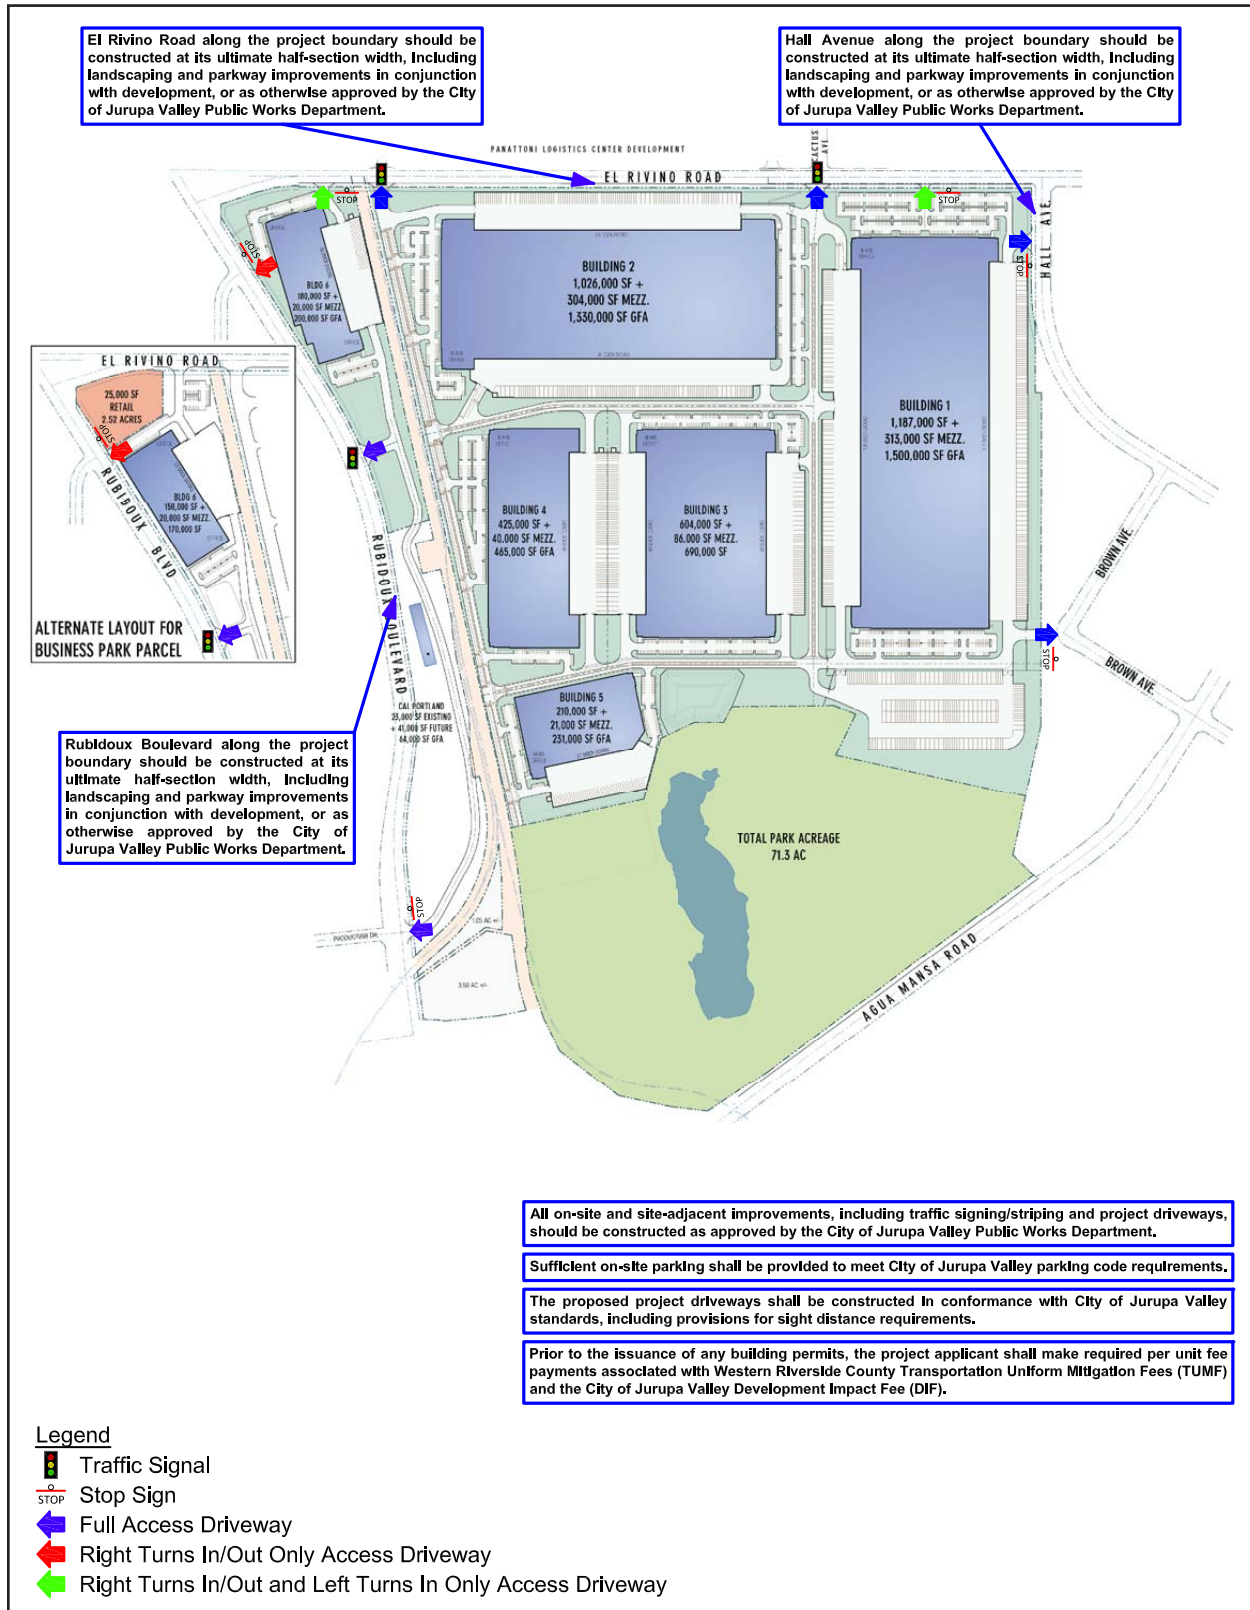 El Rivino Road along the project boundary should be
constructed at its ultimate half-section width, Including
landscaping and parkway improvements in conjunction
with development, or as otherwise approved by the City
of Jurupa Valley Public Works Department.
Hall Avenue along the project boundary should be
constructed at its ultimate half-section width, Including
landscaping and parkway improvements in conjunction
with development, or as otherwise approved by the City
of Jurupa Valley Public Works Department.
PANATTONI LOGISTICS CENTER DEVELOPMENT
CACTUS
AVE.
EL RIVINO ROAD
HALL AVE.
STOP
STOP
STOP
STOP
BUILDING 2
1,026,000 SF +
304,000 SF MEZZ.
1,330,000 SF GFA
BLDG 6
180,000 SF +
20,000 SF MEZZ.
200,000 SF GFA
OFFICE
BUILDING 1
1,187,000 SF +
313,000 SF MEZZ.
1,500,000 SF GFA
EL RIVINO ROAD
25,000 SF
RETAIL
2.52 ACRES
STOP
OFFICE
BLDG 6
150,000 SF +
20,000 SF MEZZ.
170,000 SF
OFFICE
RUBIDOUX BLVD
ALTERNATE LAYOUT FOR
BUSINESS PARK PARCEL
BUILDING 4
425,000 SF +
40,000 SF MEZZ.
465,000 SF GFA
BUILDING 3
604,000 SF +
86,000 SF MEZZ.
690,000 SF
RUBIDOUX BOULEVARD
BROWN AVE.
BROWN AVE.
STOP
BUILDING 5
210,000 SF +
21,000 SF MEZZ.
231,000 SF GFA
CAL PORTLAND
23,000 SF EXISTING
+ 41,000 SF FUTURE
64,000 SF GFA
Rubidoux Boulevard along the project
boundary should be constructed at its
ultimate half-section width, Including
landscaping and parkway improvements
in conjunction with development, or as
otherwise approved by the City of
Jurupa Valley Public Works Department.
TOTAL PARK ACREAGE
71.3 AC
STOP
PRODUCTION DR.
1.05 AC +/-
3.50 AC +/-
AGUA MANSA ROAD
All on-site and site-adjacent improvements, including traffic signing/striping and project driveways,
should be constructed as approved by the City of Jurupa Valley Public Works Department.
Sufficient on-site parking shall be provided to meet City of Jurupa Valley parking code requirements.
The proposed project driveways shall be constructed in conformance with City of Jurupa Valley
standards, including provisions for sight distance requirements.
Prior to the issuance of any building permits, the project applicant shall make required per unit fee
payments associated with Western Riverside County Transportation Uniform Mitigation Fees (TUMF)
and the City of Jurupa Valley Development Impact Fee (DIF).
Legend
Traffic Signal
STOP Stop Sign
Full Access Driveway
Right Turns In/Out Only Access Driveway
Right Turns In/Out and Left Turns In Only Access Driveway